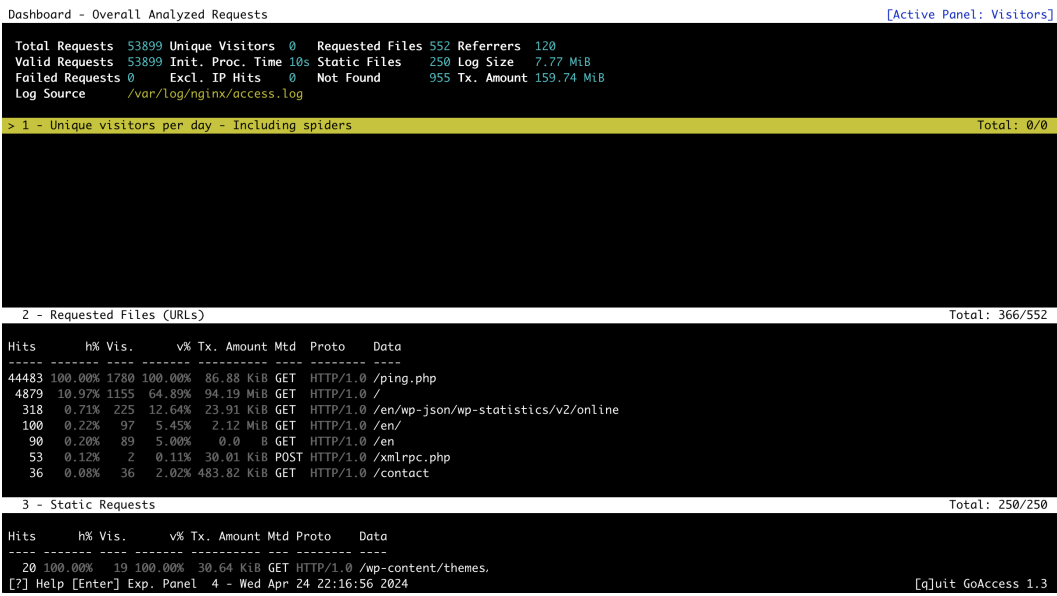 Dashboard - Overall Analyzed Requests [Active Panel: Visitors]
Total Requests 53899 Unique Visitors 0 Requested Files 552 Referrers 120
Valid Requests 53899 Init. Proc. Time 10s Static Files 250 Log Size 7.77 MiB
Failed Requests 0 Excl. IP Hits 0 Not Found 955 Tx. Amount 159.74 MiB
Log Source /var/log/nginx/access.log
> 1 - Unique visitors per day - Including spiders Total: 0/0
2 - Requested Files (URLs) Total: 366/552
Hits h% Vis. v% Tx. Amount Mtd Proto Data
----- ------- ---- ------- ---------- ---- -------- ----
44483 100.00% 1780 100.00% 86.88 KiB GET HTTP/1.0 /ping.php
4879 10.97% 1155 64.89% 94.19 MiB GET HTTP/1.0 /
318 0.71% 225 12.64% 23.91 KiB GET HTTP/1.0 /en/wp-json/wp-statistics/v2/online
100 0.22% 97 5.45% 2.12 MiB GET HTTP/1.0 /en/
90 0.20% 89 5.00% 0.0 B GET HTTP/1.0 /en
53 0.12% 2 0.11% 30.01 KiB POST HTTP/1.0 /xmlrpc.php
36 0.08% 36 2.02% 483.82 KiB GET HTTP/1.0 /contact
3 - Static Requests Total: 250/250
Hits h% Vis. v% Tx. Amount Mtd Proto Data
---- ------- ---- ------- ---------- --- -------- ----
20 100.00% 19 100.00% 30.64 KiB GET HTTP/1.0 /wp-content/themes
[?] Help [Enter] Exp. Panel 4 - Wed Apr 24 22:16:56 2024 [q]uit GoAccess 1.3